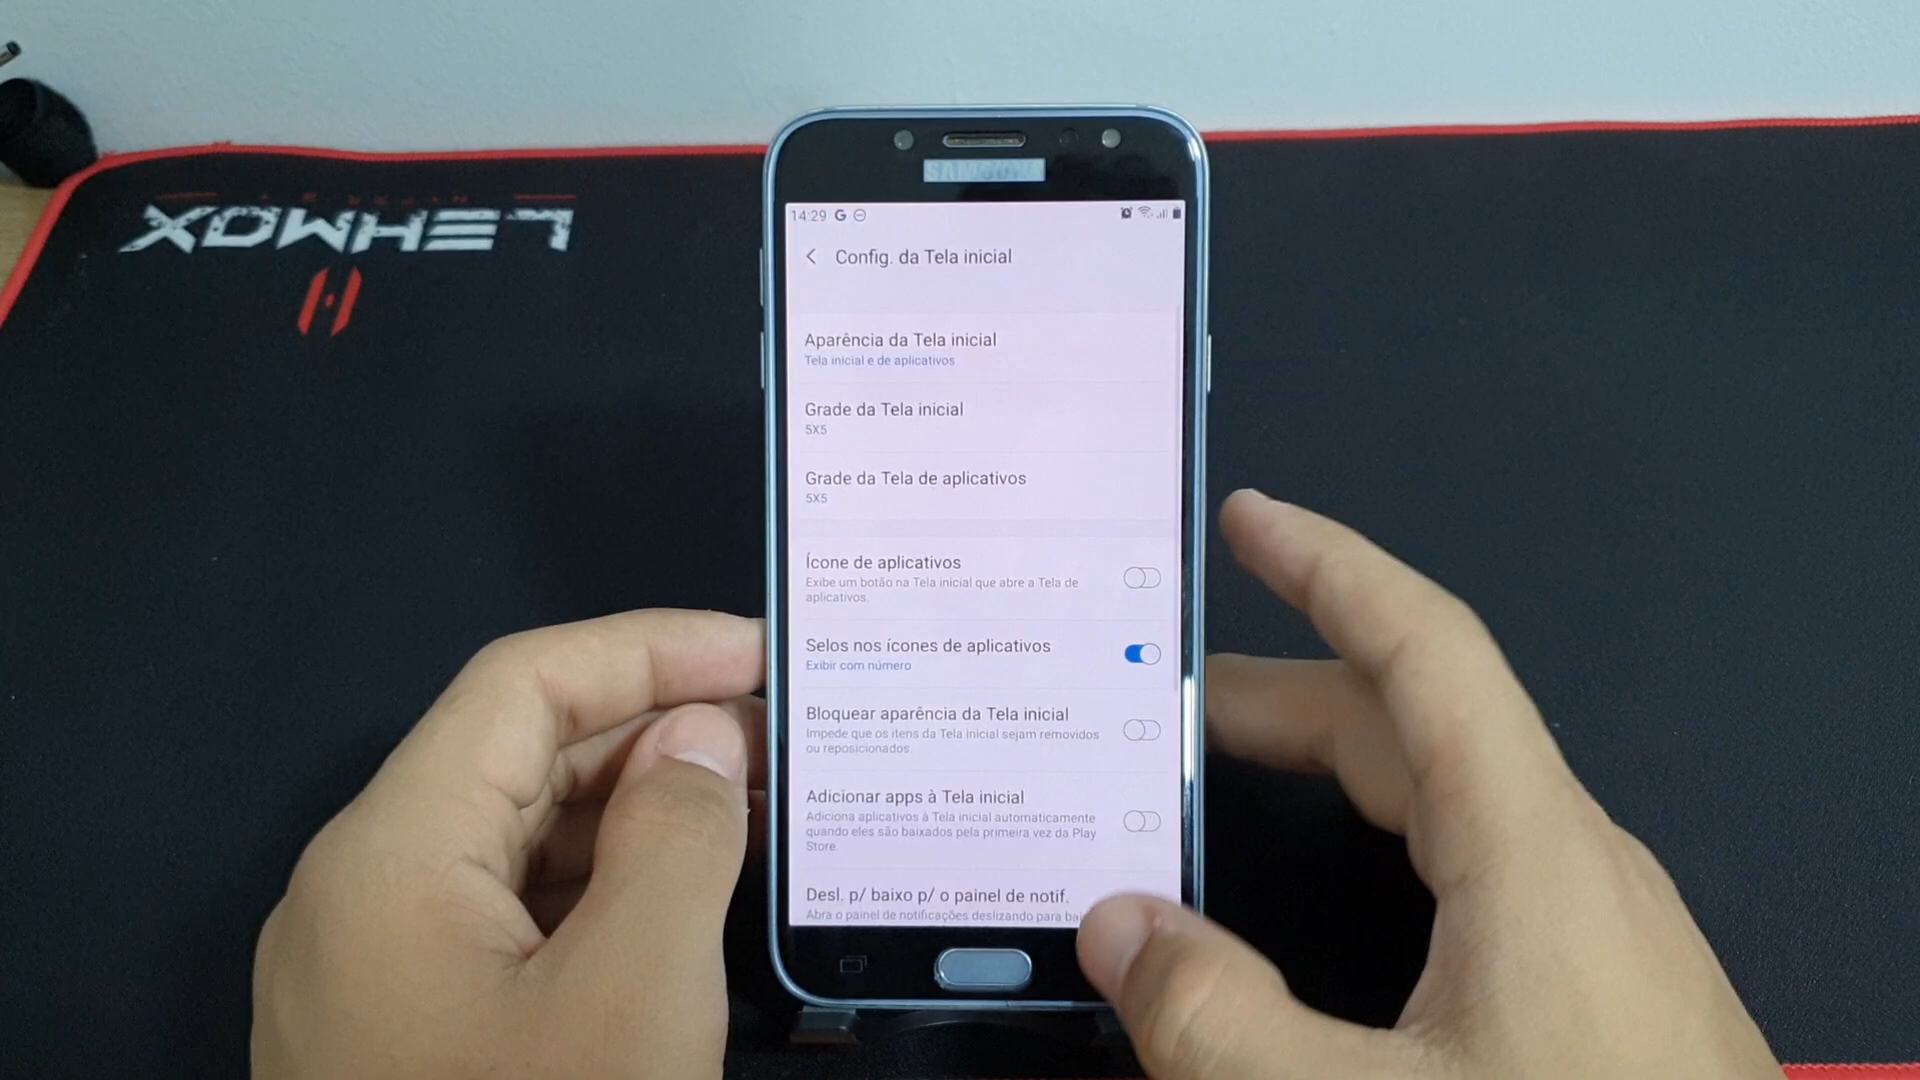 SAMSUNG
LEHMOX
14:29 G
Config. da Tela inicial
Aparência da Tela inicial
Tela inicial e de aplicativos
Grade da Tela inicial
5X5
Grade da Tela de aplicativos
5X5
Ícone de aplicativos
Exibe um botão na Tela inicial que abre a Tela de
aplicativos.
Selos nos ícones de aplicativos
Exibir com número
Bloquear aparência da Tela inicial
Impede que os itens da Tela inicial sejam removidos
ou reposicionados.
Adicionar apps à Tela inicial
Adiciona aplicativos à Tela inicial automaticamente
quando eles são baixados pela primeira vez da Play
Store.
Desl. p/ baixo p/ o painel de notif.
Abra o painel de notificações deslizando para